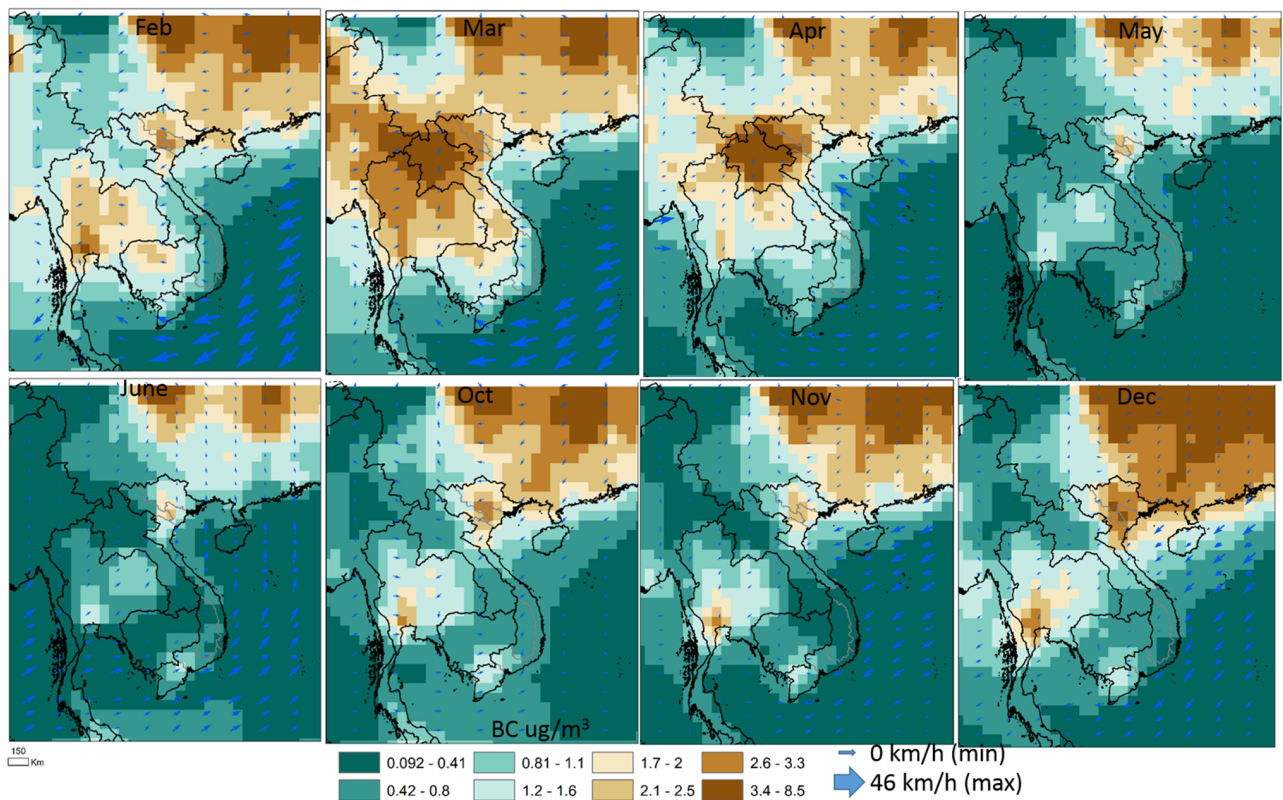 Feb
Mar
Apr
May
June
Oct
Nov
Dec
BC ug/m³
150
Km
0.092 - 0.41
0.81 - 1.1
1.7 - 2
2.6 - 3.3
0.42 - 0.8
1.2 - 1.6
2.1 - 2.5
3.4 - 8.5
0 km/h (min)
46 km/h (max)